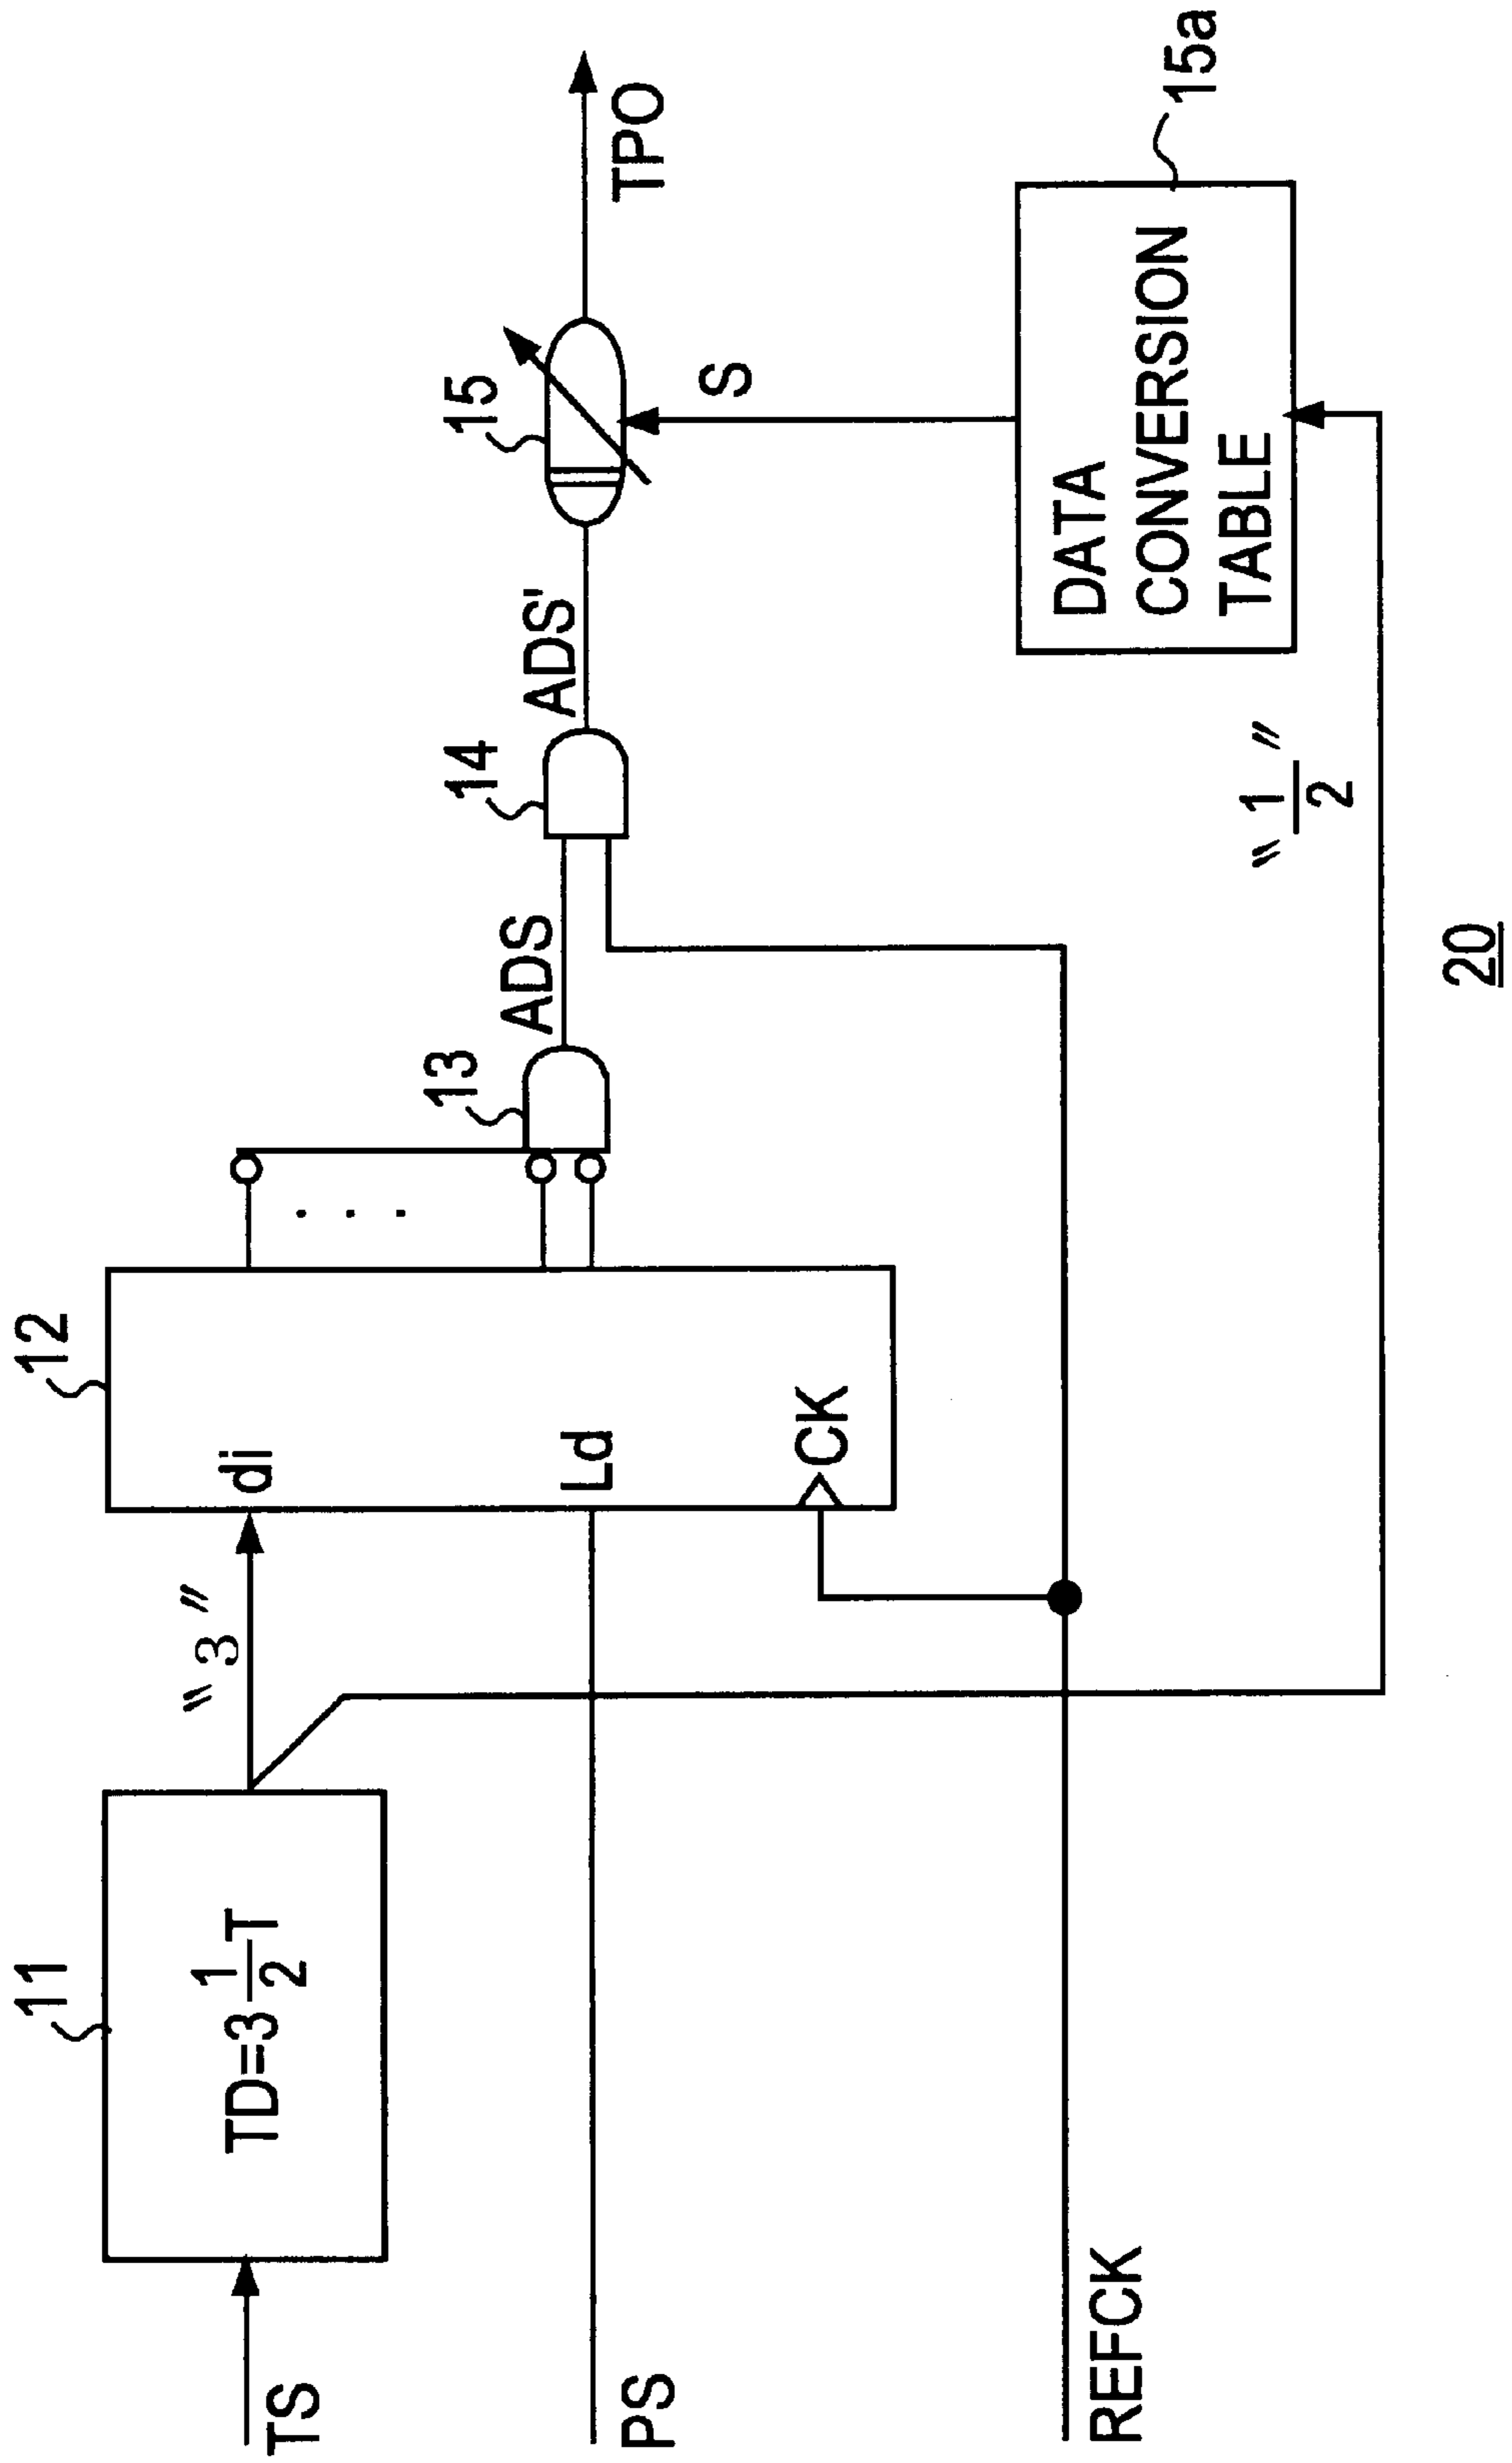 11
12
TS
TD=3 1/2 T
“3”
di
Ld
CK
PS
REFCK
13
ADS
14
ADS'
15
TPO
S
DATA
CONVERSION
TABLE
15a
“1/2”
20